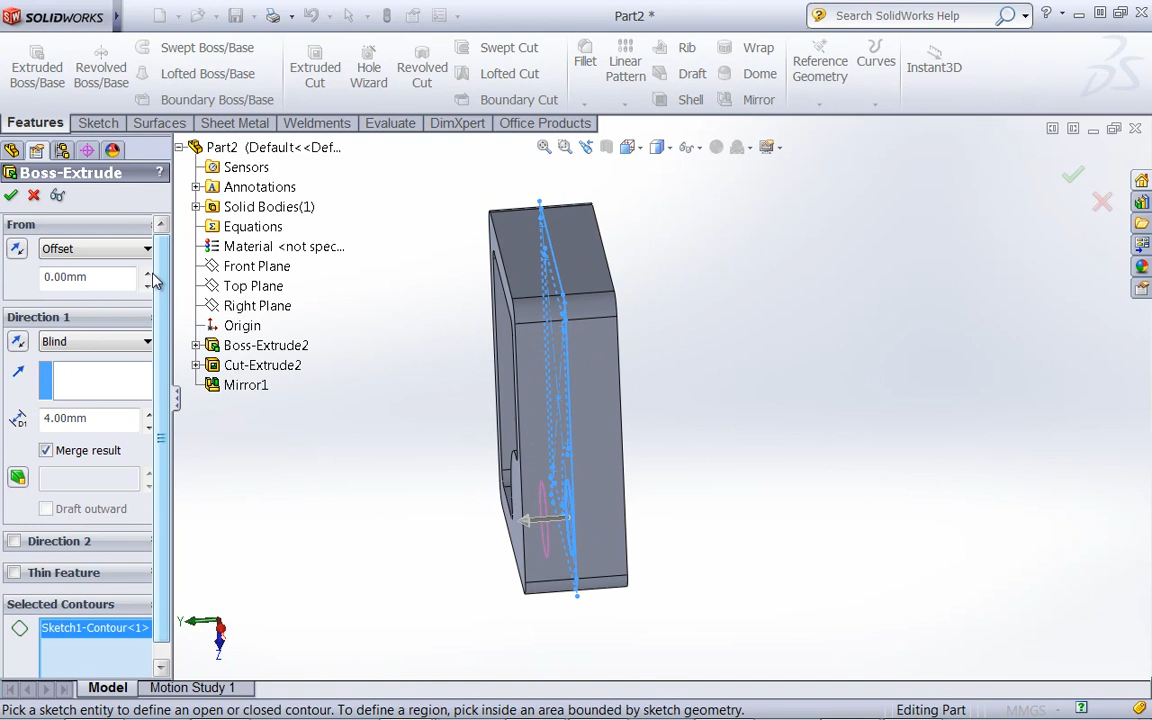 SOLIDWORKS
Part2 *
Search SolidWorks Help
?
Extruded Boss/Base
Revolved Boss/Base
Swept Boss/Base
Lofted Boss/Base
Boundary Boss/Base
Extruded Cut
Hole Wizard
Revolved Cut
Swept Cut
Lofted Cut
Boundary Cut
Fillet
Linear Pattern
Rib
Draft
Shell
Wrap
Dome
Mirror
Reference Geometry
Curves
Instant3D
Features
Sketch
Surfaces
Sheet Metal
Weldments
Evaluate
DimXpert
Office Products
Boss-Extrude
?
From
Offset
0.00mm
Direction 1
Blind
D1
4.00mm
Merge result
Draft outward
Direction 2
Thin Feature
Selected Contours
Sketch1-Contour<1>
Part2 (Default<<Def...
Sensors
Annotations
Solid Bodies(1)
Equations
Material <not spec...
Front Plane
Top Plane
Right Plane
Origin
Boss-Extrude2
Cut-Extrude2
Mirror1
Y
Z
Model
Motion Study 1
Pick a sketch entity to define an open or closed contour. To define a region, pick inside an area bounded by sketch geometry.
Editing Part
MMGS
?